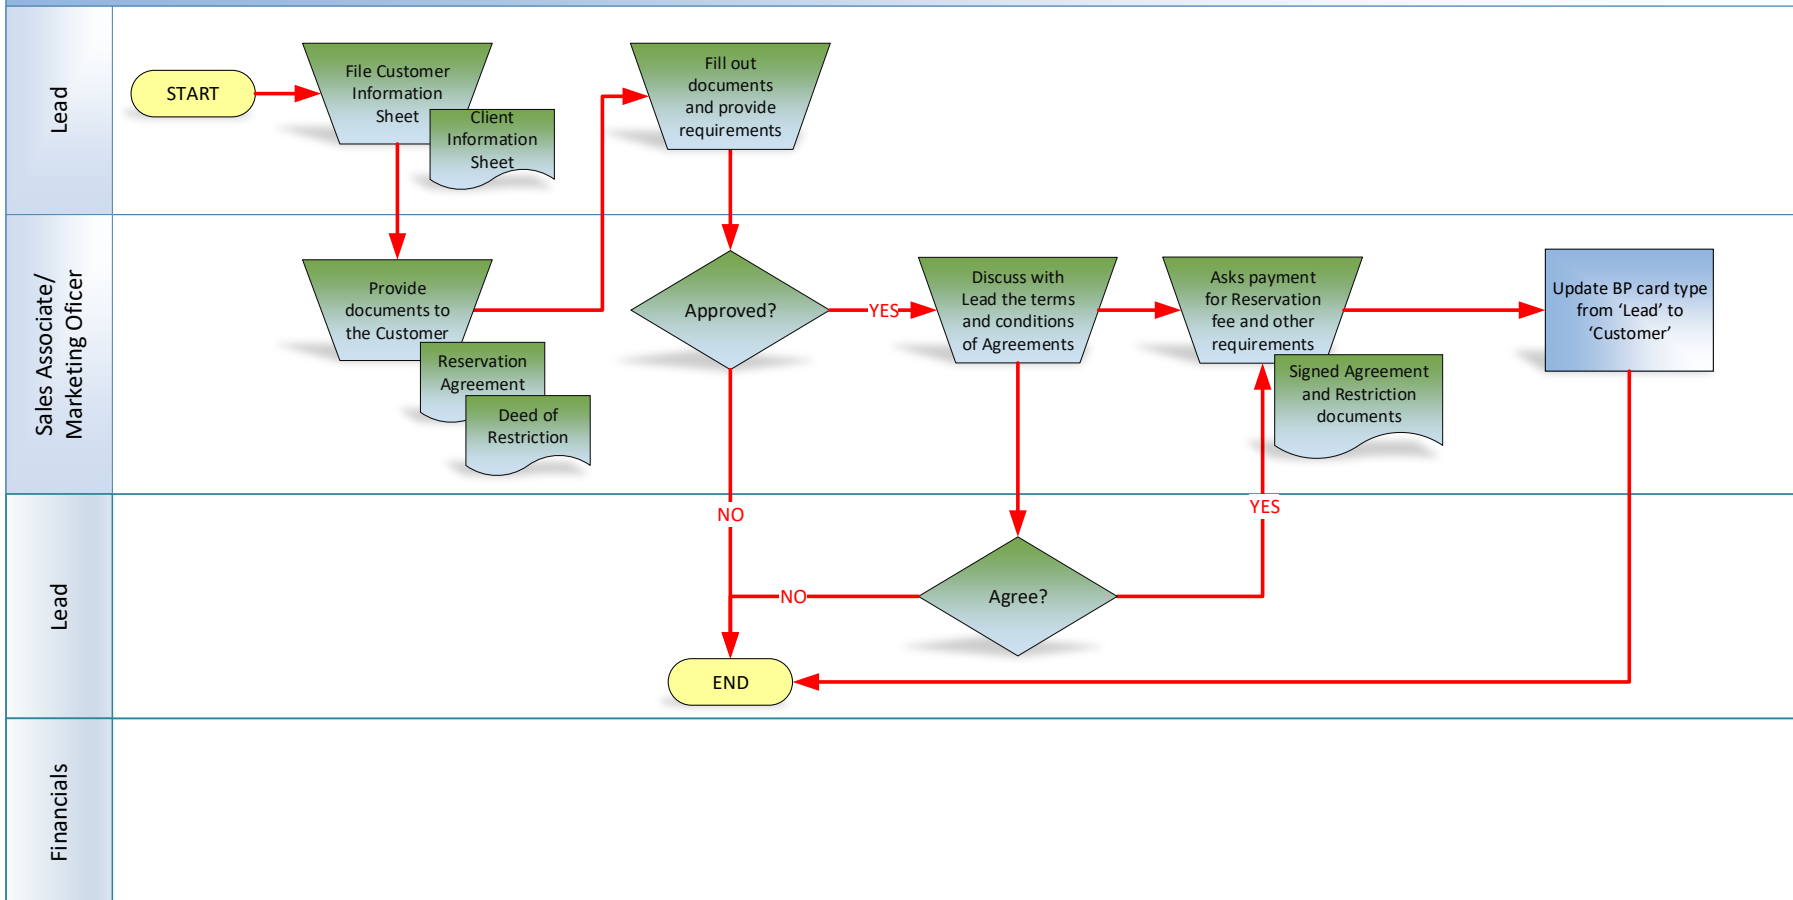 Lead
START
File Customer
Information
Sheet
Client
Information
Sheet
Fill out
documents
and provide
requirements
Sales Associate/
Marketing Oficer
Provide
documents to
the Customer
Reservation
Agreement
Deed of
Restriction
Approved?
YES
NO
Discuss with
Lead the terms
and conditions
of Agreements
Asks payment
for Reservation
fee and other
requirements
Signed Agreement
and Restriction
documents
Update BP card type
from ‘Lead’ to
‘Customer’
Lead
Agree?
NO
YES
END
Financials